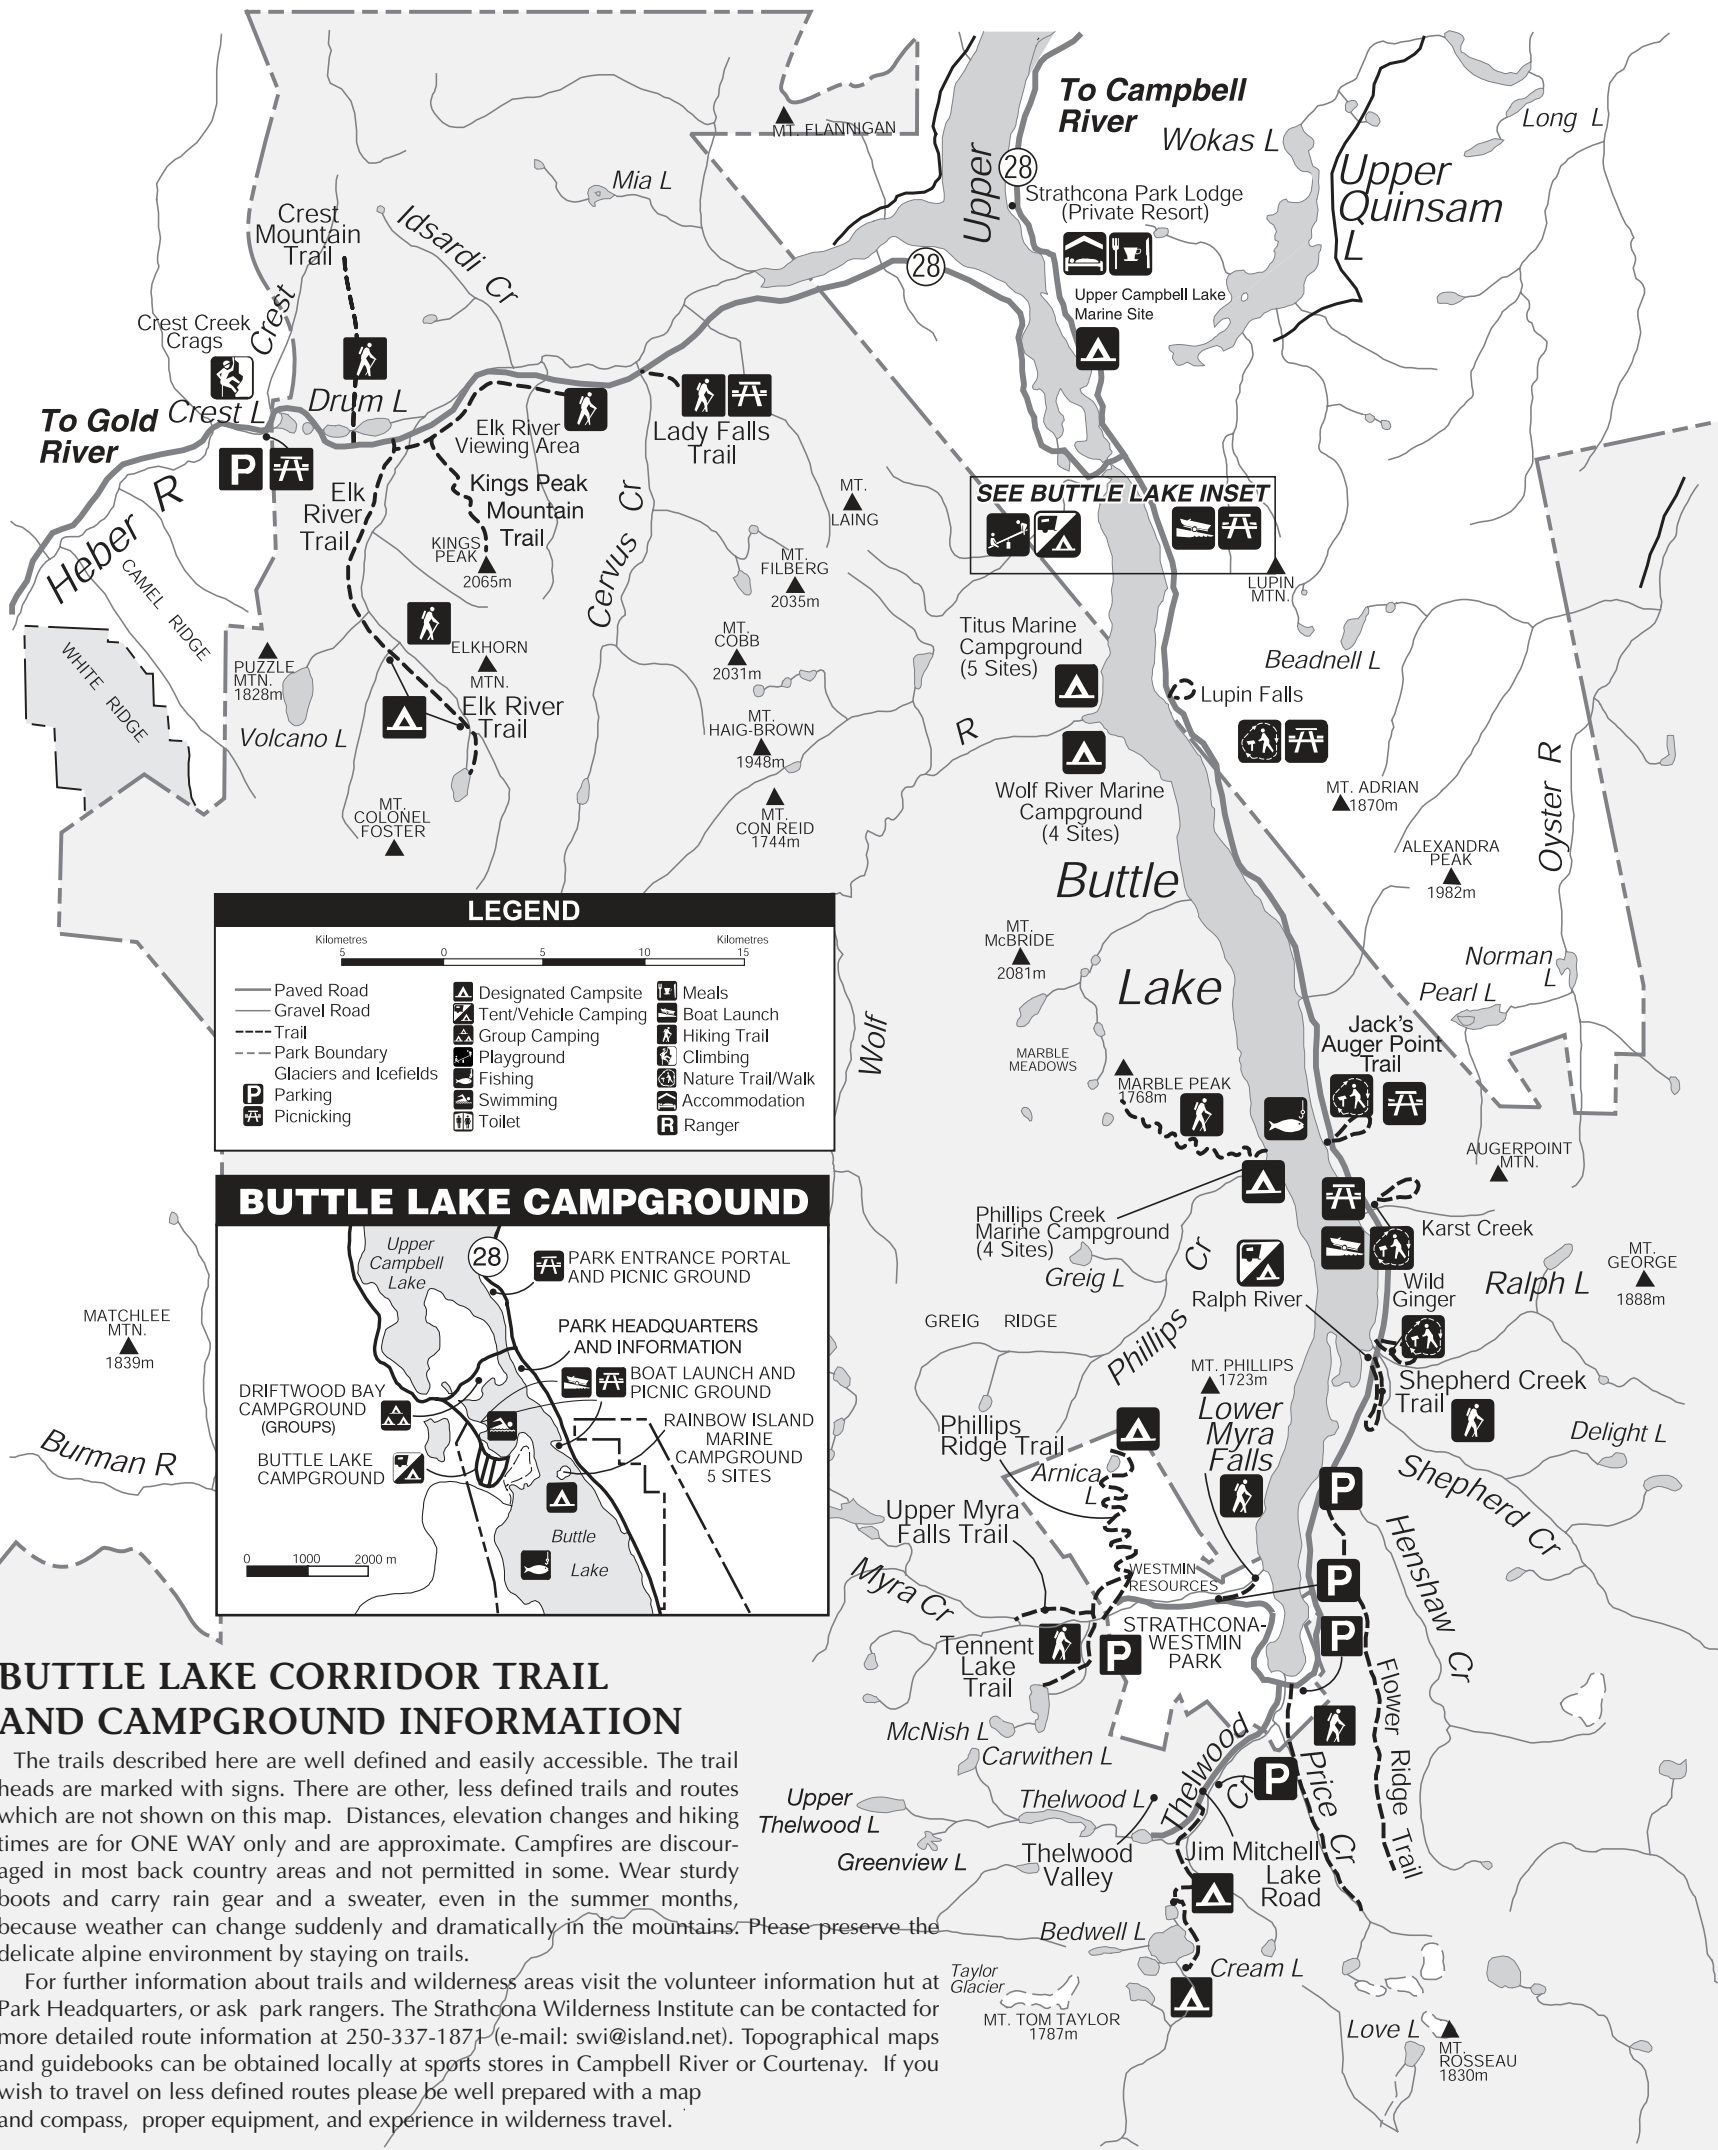 To Campbell
River
Long L
Wokas L
MT. FLANNIGAN
Upper
28
Upper
Quinsam
L
Mia L
Strathcona Park Lodge
(Private Resort)
Crest
Mountain
Trail
Idsardi Cr
28
Upper Campbell Lake
Marine Site
Crest Creek
Crags
Crest
To Gold
River
Crest L
Drum L
Elk River
Viewing Area
Lady Falls
Trail
P
Heber R
Elk
River
Trail
Kings Peak
Mountain
Trail
KINGS
PEAK
2065m
Cervus Cr
MT.
LAING
SEE BUTTLE LAKE INSET
MT.
FILBERG
2035m
LUPIN
MTN.
CAMEL RIDGE
WHITE RIDGE
PUZZLE
MTN.
1828m
ELKHORN
MTN.
MT.
COBB
2031m
Titus Marine
Campground
(5 Sites)
Beadnell L
Elk River
Trail
Volcano L
MT.
HAIG-BROWN
1948m
R
Lupin Falls
Wolf River Marine
Campground
(4 Sites)
MT. ADRIAN
1870m
Oyster R
MT.
COLONEL
FOSTER
MT.
CON REID
1744m
ALEXANDRA
PEAK
1982m
Buttle
Lake
LEGEND
Kilometres Kilometres
5 0 5 10 15
Paved Road
Gravel Road
Trail
Park Boundary
Glaciers and Icefields
P Parking
Picnicking
Designated Campsite
Tent/Vehicle Camping
Group Camping
Playground
Fishing
Swimming
Toilet
Meals
Boat Launch
Hiking Trail
Climbing
Nature Trail/Walk
Accommodation
R Ranger
MT.
McBRIDE
2081m
Norman
L
Pearl L
Wolf
MARBLE
MEADOWS
MARBLE PEAK
1768m
Jack's
Auger Point
Trail
AUGERPOINT
MTN.
BUTTLE LAKE CAMPGROUND
Upper
Campbell
Lake
28
PARK ENTRANCE PORTAL
AND PICNIC GROUND
PARK HEADQUARTERS
AND INFORMATION
BOAT LAUNCH AND
PICNIC GROUND
DRIFTWOOD BAY
CAMPGROUND
(GROUPS)
RAINBOW ISLAND
MARINE
CAMPGROUND
5 SITES
BUTTLE LAKE
CAMPGROUND
Buttle
Lake
0 1000 2000 m
Phillips Creek
Marine Campground
(4 Sites)
Karst Creek
Greig L
Phillips Cr
Ralph River
Wild
Ginger
Ralph L
MT.
GEORGE
1888m
MATCHLEE
MTN.
1839m
GREIG RIDGE
MT. PHILLIPS
1723m
Shepherd Creek
Trail
Lower
Myra
Falls
Phillips
Ridge Trail
Delight L
Burman R
Arnica
L
Shepherd Cr
P
Upper Myra
Falls Trail
Henshaw Cr
Myra Cr
WESTMIN
RESOURCES
P
STRATHCONA-
WESTMIN
PARK
P
Tennent
Lake
Trail
P
Flower Ridge Trail
McNish L
Carwithen L
Thelwood Cr
P
Price Cr
Upper
Thelwood L
Thelwood L
Greenview L
Thelwood
Valley
Jim Mitchell
Lake
Road
Bedwell L
Cream L
Taylor
Glacier
MT. TOM TAYLOR
1787m
Love L
MT.
ROSSEAU
1830m
BUTTLE LAKE CORRIDOR TRAIL
AND CAMPGROUND INFORMATION
The trails described here are well defined and easily accessible. The trail
heads are marked with signs. There are other, less defined trails and routes
which are not shown on this map. Distances, elevation changes and hiking
times are for ONE WAY only and are approximate. Campfires are discour-
aged in most back country areas and not permitted in some. Wear sturdy
boots and carry rain gear and a sweater, even in the summer months,
because weather can change suddenly and dramatically in the mountains. Please preserve the
delicate alpine environment by staying on trails.
For further information about trails and wilderness areas visit the volunteer information hut at
Park Headquarters, or ask park rangers. The Strathcona Wilderness Institute can be contacted for
more detailed route information at 250-337-1871 (e-mail: swi@island.net). Topographical maps
and guidebooks can be obtained locally at sports stores in Campbell River or Courtenay. If you
wish to travel on less defined routes please be well prepared with a map
and compass, proper equipment, and experience in wilderness travel.